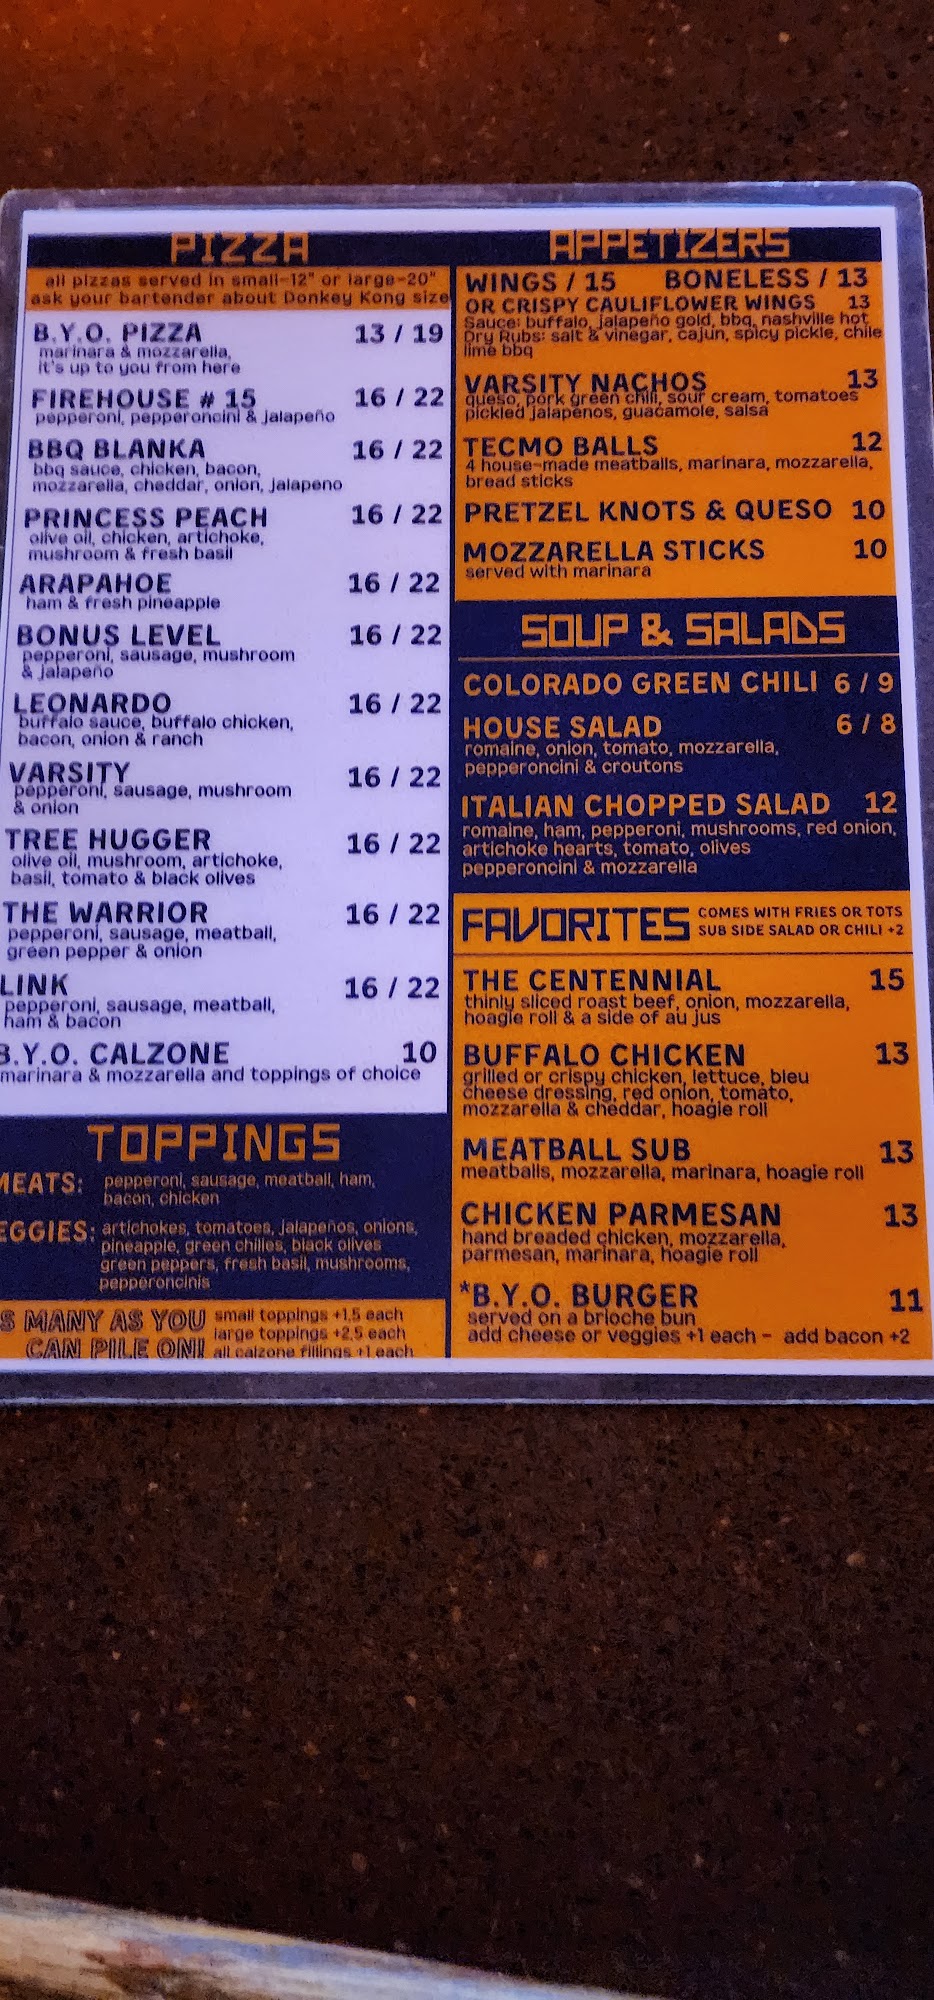 PIZZA
all pizzas served in small-12" or large-20"
ask your bartender about Donkey Kong size
B.Y.O. PIZZA 13 / 19
marinara & mozzarella,
it's up to you from here
FIREHOUSE # 15 16 / 22
pepperoni, pepperoncini & jalapeño
BBQ BLANKA 16 / 22
bbq sauce, chicken, bacon,
mozzarella, cheddar, onion, jalapeno
PRINCESS PEACH 16 / 22
olive oil, chicken, artichoke,
mushroom & fresh basil
ARAPAHOE 16 / 22
ham & fresh pineapple
BONUS LEVEL 16 / 22
pepperoni, sausage, mushroom
& jalapeño
LEONARDO 16 / 22
buffalo sauce, buffalo chicken,
bacon, onion & ranch
VARSITY 16 / 22
pepperoni, sausage, mushroom
& onion
TREE HUGGER 16 / 22
olive oil, mushroom, artichoke,
basil, tomato & black olives
THE WARRIOR 16 / 22
pepperoni, sausage, meatball,
green pepper & onion
LINK 16 / 22
pepperoni, sausage, meatball,
ham & bacon
B.Y.O. CALZONE 10
marinara & mozzarella and toppings of choice
TOPPINGS
MEATS: pepperoni, sausage, meatball, ham,
bacon, chicken
EGGIES: artichokes, tomatoes, jalapeños, onions,
pineapple, green chilies, black olives
green peppers, fresh basil, mushrooms,
pepperoncinis
S MANY AS YOU
CAN PILE ON!
small toppings +1.5 each
large toppings +2.5 each
all calzone fillings +1 each
APPETIZERS
WINGS / 15 BONELESS / 13
OR CRISPY CAULIFLOWER WINGS 13
Sauce: buffalo, jalapeño gold, bbq, nashville hot
Dry Rubs: salt & vinegar, cajun, spicy pickle, chile
lime bbq
VARSITY NACHOS 13
queso, pork green chili, sour cream, tomatoes
pickled jalapenos, guacamole, salsa
TECMO BALLS 12
4 house-made meatballs, marinara, mozzarella,
bread sticks
PRETZEL KNOTS & QUESO 10
MOZZARELLA STICKS 10
served with marinara
SOUP & SALADS
COLORADO GREEN CHILI 6 / 9
HOUSE SALAD 6 / 8
romaine, onion, tomato, mozzarella,
pepperoncini & croutons
ITALIAN CHOPPED SALAD 12
romaine, ham, pepperoni, mushrooms, red onion,
artichoke hearts, tomato, olives
pepperoncini & mozzarella
FAVORITES COMES WITH FRIES OR TOTS
SUB SIDE SALAD OR CHILI +2
THE CENTENNIAL 15
thinly sliced roast beef, onion, mozzarella,
hoagie roll & a side of au jus
BUFFALO CHICKEN 13
grilled or crispy chicken, lettuce, bleu
cheese dressing, red onion, tomato,
mozzarella & cheddar, hoagie roll
MEATBALL SUB 13
meatballs, mozzarella, marinara, hoagie roll
CHICKEN PARMESAN 13
hand breaded chicken, mozzarella,
parmesan, marinara, hoagie roll
*B.Y.O. BURGER 11
served on a brioche bun
add cheese or veggies +1 each - add bacon +2